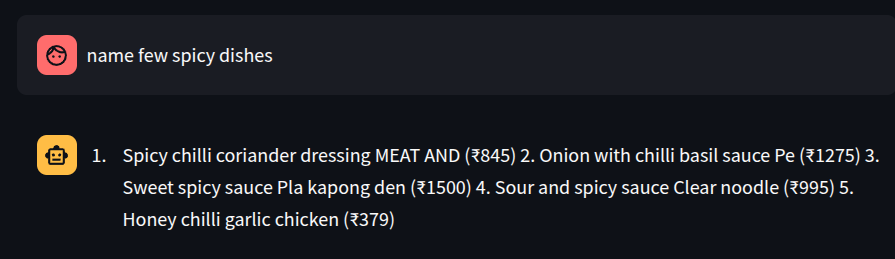 name few spicy dishes
1. Spicy chilli coriander dressing MEAT AND (₹845) 2. Onion with chilli basil sauce Pe (₹1275) 3.
Sweet spicy sauce Pla kapong den (₹1500) 4. Sour and spicy sauce Clear noodle (₹995) 5.
Honey chilli garlic chicken (₹379)